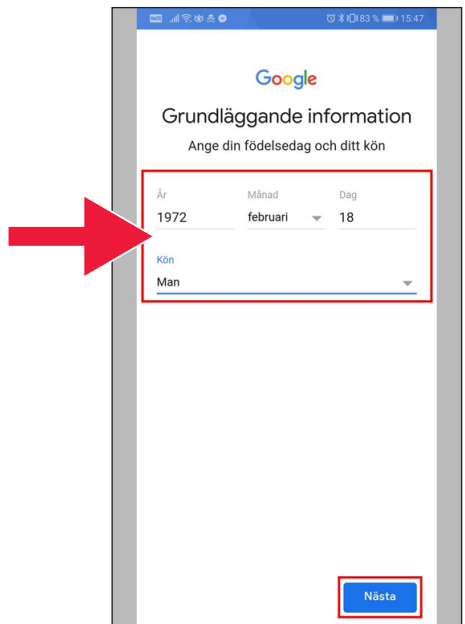 83 % 15:47
Google
Grundläggande information
Ange din födelsedag och ditt kön
År Månad Dag
1972 februari 18
Kön
Man
Nästa